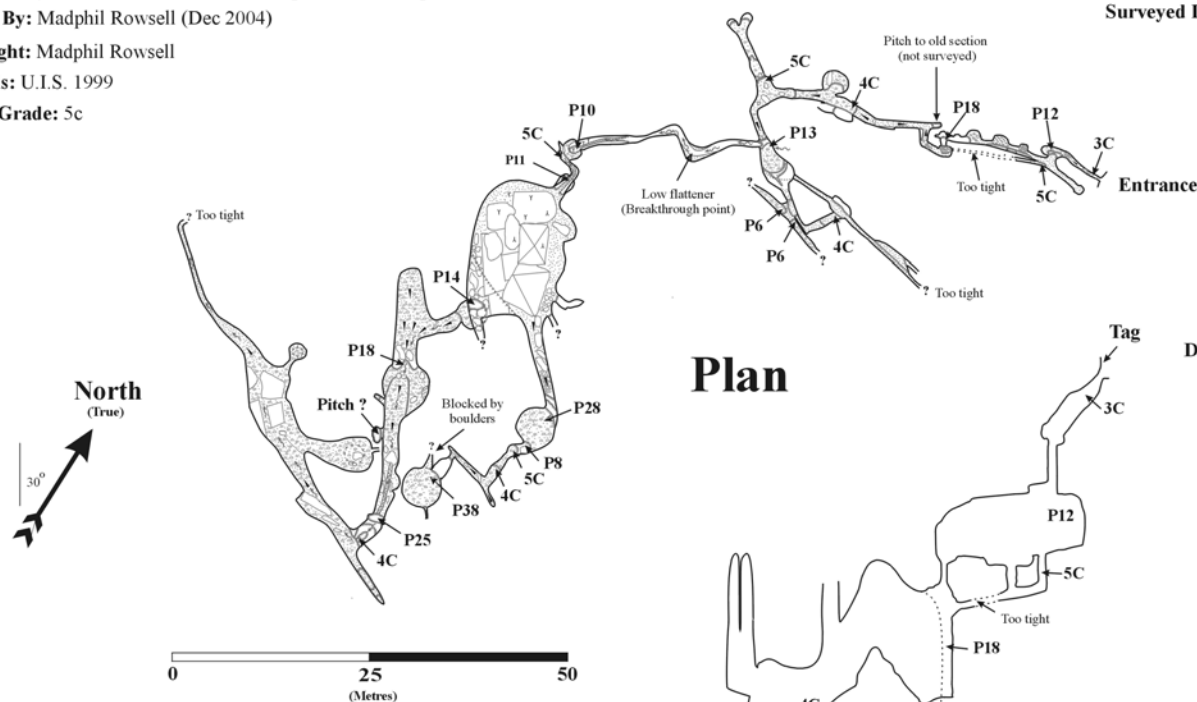 By: Madphil Rowsell (Dec 2004)
ght: Madphil Rowsell
s: U.I.S. 1999
Grade: 5c
Surveyed
Pitch to old section
(not surveyed)
5C
4C
P18
P12
3C
P10
5C
P13
P11
Too tight
5C
Entrance
Low flattener
(Breakthrough point)
?
P6
P6
4C
?
? Too tight
? Too tight
P14
?
?
P18
Pitch ?
Blocked by
boulders
?
P28
P8
5C
4C
P38
P25
4C
North
(True)
30°
Plan
Tag
D
3C
P12
5C
Too tight
P18
4C
0
25
50
(Metres)